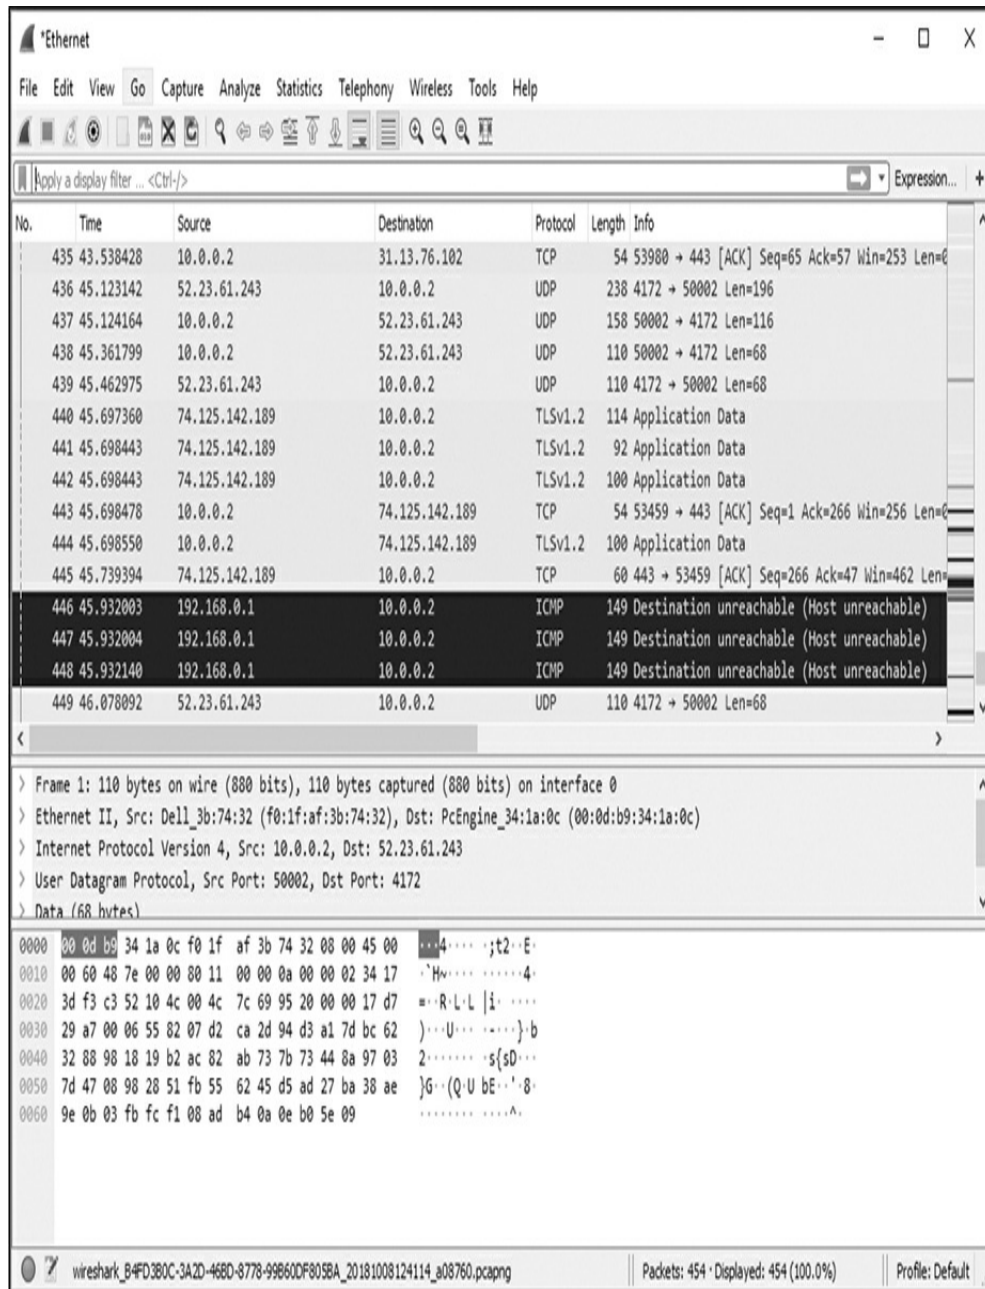 *Ethernet
File Edit View Go Capture Analyze Statistics Telephony Wireless Tools Help
Apply a display filter ... <Ctrl-/> Expression... +
No. Time Source Destination Protocol Length Info
435 43.538428 10.0.0.2 31.13.76.102 TCP 54 53980 → 443 [ACK] Seq=65 Ack=57 Win=253 Len=0
436 45.123142 52.23.61.243 10.0.0.2 UDP 238 4172 → 50002 Len=196
437 45.124164 10.0.0.2 52.23.61.243 UDP 158 50002 → 4172 Len=116
438 45.361799 10.0.0.2 52.23.61.243 UDP 110 50002 → 4172 Len=68
439 45.462975 52.23.61.243 10.0.0.2 UDP 110 4172 → 50002 Len=68
440 45.697360 74.125.142.189 10.0.0.2 TLSv1.2 114 Application Data
441 45.698443 74.125.142.189 10.0.0.2 TLSv1.2 92 Application Data
442 45.698443 74.125.142.189 10.0.0.2 TLSv1.2 100 Application Data
443 45.698478 10.0.0.2 74.125.142.189 TCP 54 53459 → 443 [ACK] Seq=1 Ack=266 Win=256 Len=0
444 45.698550 10.0.0.2 74.125.142.189 TLSv1.2 100 Application Data
445 45.739394 74.125.142.189 10.0.0.2 TCP 60 443 → 53459 [ACK] Seq=266 Ack=47 Win=462 Len=
446 45.932003 192.168.0.1 10.0.0.2 ICMP 149 Destination unreachable (Host unreachable)
447 45.932004 192.168.0.1 10.0.0.2 ICMP 149 Destination unreachable (Host unreachable)
448 45.932140 192.168.0.1 10.0.0.2 ICMP 149 Destination unreachable (Host unreachable)
449 46.078092 52.23.61.243 10.0.0.2 UDP 110 4172 → 50002 Len=68
Frame 1: 110 bytes on wire (880 bits), 110 bytes captured (880 bits) on interface 0
Ethernet II, Src: Dell_3b:74:32 (f0:1f:af:3b:74:32), Dst: PcEngine_34:1a:0c (00:0d:b9:34:1a:0c)
Internet Protocol Version 4, Src: 10.0.0.2, Dst: 52.23.61.243
User Datagram Protocol, Src Port: 50002, Dst Port: 4172
Data (68 bytes)
0000 00 0d b9 34 1a 0c f0 1f af 3b 74 32 08 00 45 00 ···4···· ·;t2··E·
0010 00 60 48 7e 00 00 80 11 00 00 0a 00 00 02 34 17 ·`H~···· ······4·
0020 3d f3 c3 52 10 4c 00 4c 7c 69 95 20 00 00 17 d7 =··R·L·L |i· ····
0030 29 a7 00 06 55 82 07 d2 ca 2d 94 d3 a1 7d bc 62 )···U··· ·-···}·b
0040 32 88 98 18 19 b2 ac 82 ab 73 7b 73 44 8a 97 03 2······· ·s{sD···
0050 7d 47 08 98 28 51 fb 55 62 45 d5 ad 27 ba 38 ae }G··(Q·U bE··'·8·
0060 9e 0b 03 fb fc f1 08 ad b4 0a 0e b0 5e 09 ········ ····^·
wireshark_B4FD3B0C-3A2D-46BD-8778-99B60DF805BA_20181008124114_a08760.pcapng Packets: 454 · Displayed: 454 (100.0%) Profile: Default